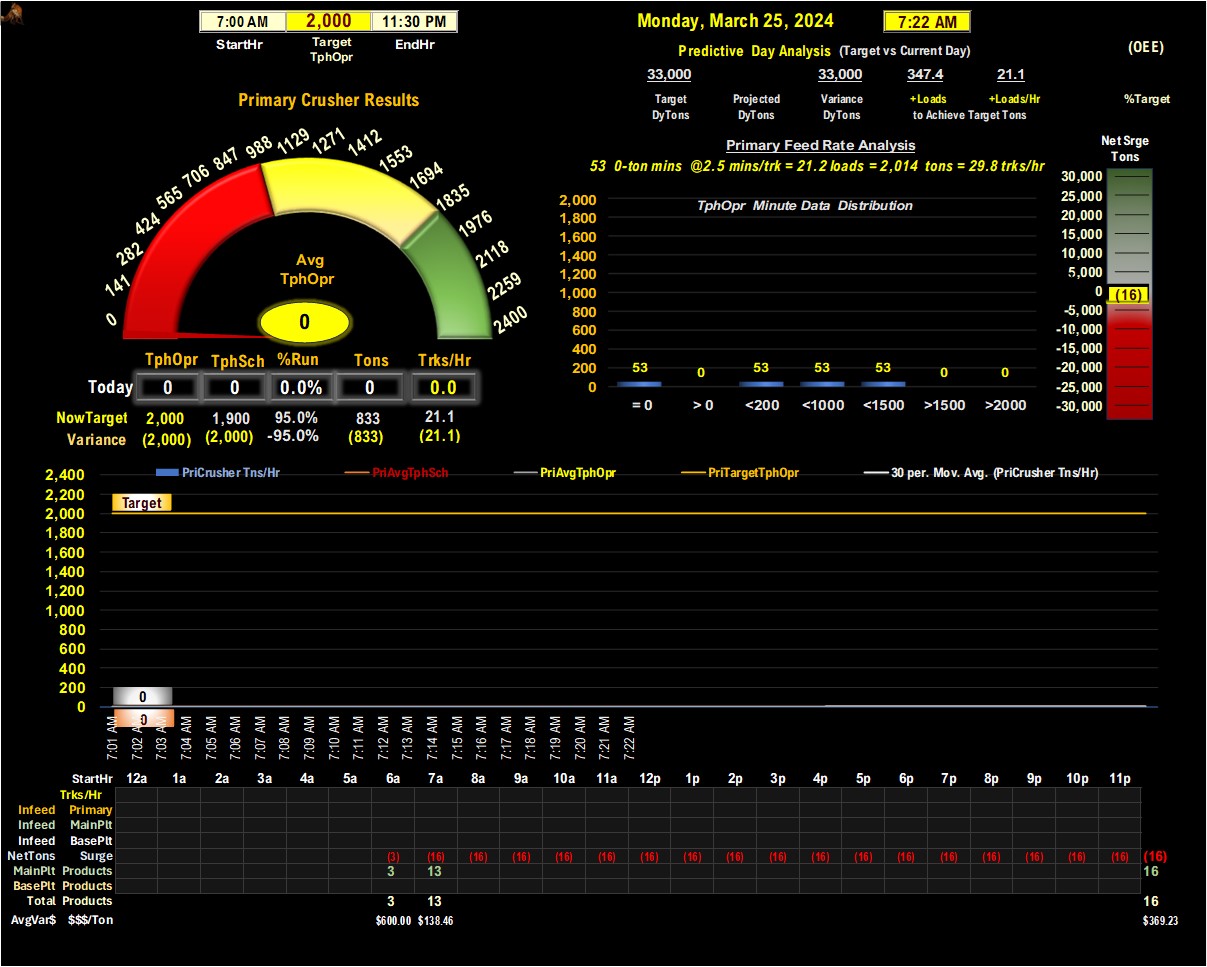 7:00 AM 2,000 11:30 PM
StartHr Target TphOpr EndHr
Monday, March 25, 2024 7:22 AM
Predictive Day Analysis (Target vs Current Day)
(OEE)
33,000 33,000 347.4 21.1
Target DyTons Projected DyTons Variance DyTons +Loads +Loads/Hr to Achieve Target Tons
%Target
Primary Crusher Results
0 141 282 424 565 706 847 988 1129 1271 1412 1553 1694 1835 1976 2118 2259 2400
Avg
TphOpr
0
Primary Feed Rate Analysis
53 0-ton mins @2.5 mins/trk = 21.2 loads = 2,014 tons = 29.8 trks/hr
TphOpr Minute Data Distribution
2,000
1,800
1,600
1,400
1,200
1,000
800
600
400
200
0
53 0 53 53 53 0 0
= 0 > 0 <200 <1000 <1500 >1500 >2000
Net Srge
Tons
30,000
25,000
20,000
15,000
10,000
5,000
0
(16)
-5,000
-10,000
-15,000
-20,000
-25,000
-30,000
TphOpr TphSch %Run Tons Trks/Hr
Today 0 0 0.0% 0 0.0
NowTarget 2,000 1,900 95.0% 833 21.1
Variance (2,000) (2,000) -95.0% (833) (21.1)
PriCrusher Tns/Hr PriAvgTphSch PriAvgTphOpr PriTargetTphOpr 30 per. Mov. Avg. (PriCrusher Tns/Hr)
2,400
2,200
2,000
1,800
1,600
1,400
1,200
1,000
800
600
400
200
0
Target
0
0
7:01 AM 7:02 AM 7:03 AM 7:04 AM 7:05 AM 7:06 AM 7:07 AM 7:08 AM 7:09 AM 7:10 AM 7:11 AM 7:12 AM 7:13 AM 7:14 AM 7:15 AM 7:16 AM 7:17 AM 7:18 AM 7:19 AM 7:20 AM 7:21 AM 7:22 AM
StartHr 12a 1a 2a 3a 4a 5a 6a 7a 8a 9a 10a 11a 12p 1p 2p 3p 4p 5p 6p 7p 8p 9p 10p 11p
Trks/Hr
Infeed Primary
Infeed MainPlt
Infeed BasePlt
NetTons Surge (3) (16) (16) (16) (16) (16) (16) (16) (16) (16) (16) (16) (16) (16) (16) (16) (16) (16) (16)
MainPlt Products 3 13 16
BasePlt Products
Total Products 3 13 16
AvgVar$ $$$/Ton $600.00 $138.46 $369.23